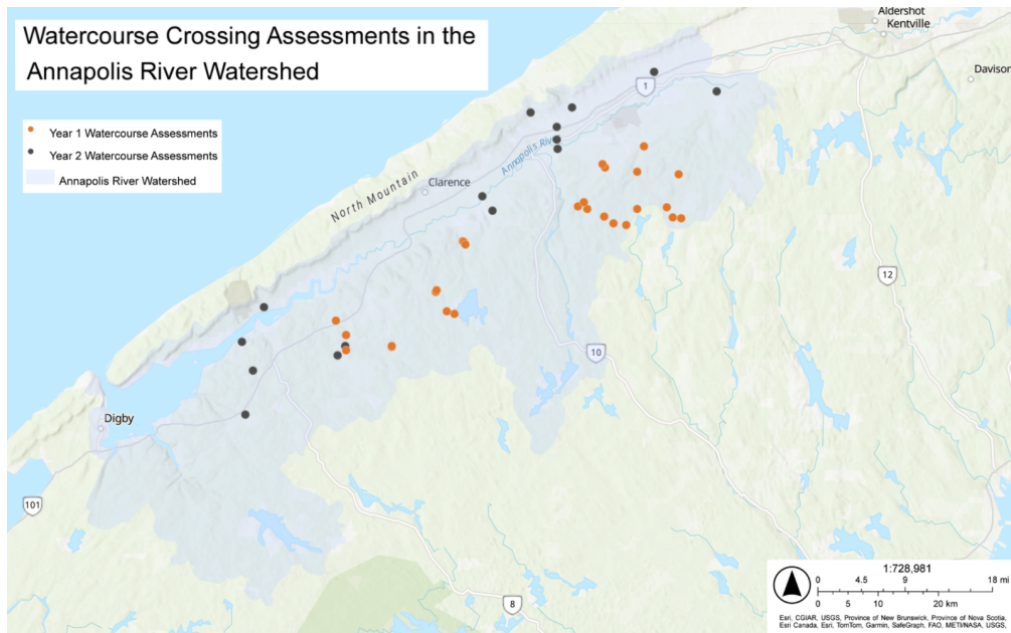 Watercourse Crossing Assessments in the
Annapolis River Watershed
Aldershot
Kentville
Davison
1
Year 1 Watercourse Assessments
Year 2 Watercourse Assessments
Annapolis River Watershed
Annapolis River
Clarence
North Mountain
12
10
Digby
101
8
1:728,981
0 4.5 9 18 mi
0 5 10 20 km
Esri, CGIAR, USGS, Province of New Brunswick, Province of Nova Scotia,
Esri Canada, Esri, TomTom, Garmin, SafeGraph, FAO, METI/NASA, USGS,